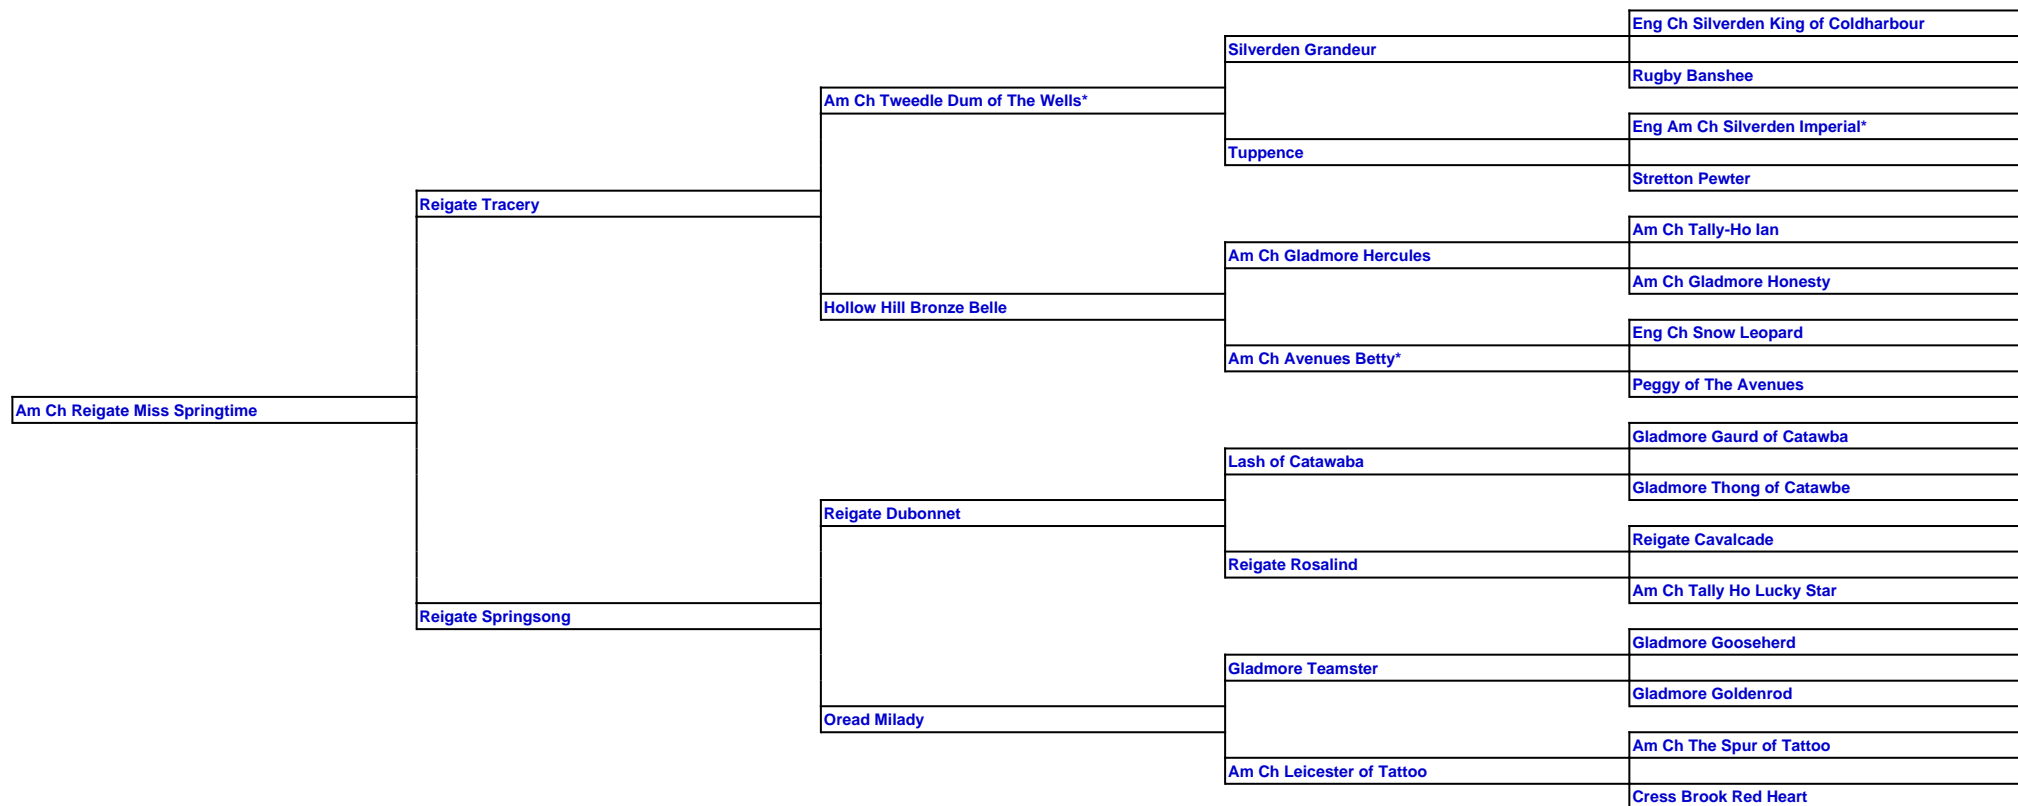 Eng Ch Silverden King of Coldharbour
Silverden Grandeur
Rugby Banshee
Am Ch Tweedle Dum of The Wells*
Eng Am Ch Silverden Imperial*
Tuppence
Stretton Pewter
Reigate Tracery
Am Ch Tally-Ho Ian
Am Ch Gladmore Hercules
Am Ch Gladmore Honesty
Hollow Hill Bronze Belle
Eng Ch Snow Leopard
Am Ch Avenues Betty*
Peggy of The Avenues
Am Ch Reigate Miss Springtime
Gladmore Gaurd of Catawba
Lash of Catawaba
Gladmore Thong of Catawbe
Reigate Dubonnet
Reigate Cavalcade
Reigate Rosalind
Am Ch Tally Ho Lucky Star
Reigate Springsong
Gladmore Gooseherd
Gladmore Teamster
Gladmore Goldenrod
Oread Milady
Am Ch The Spur of Tattoo
Am Ch Leicester of Tattoo
Cress Brook Red Heart